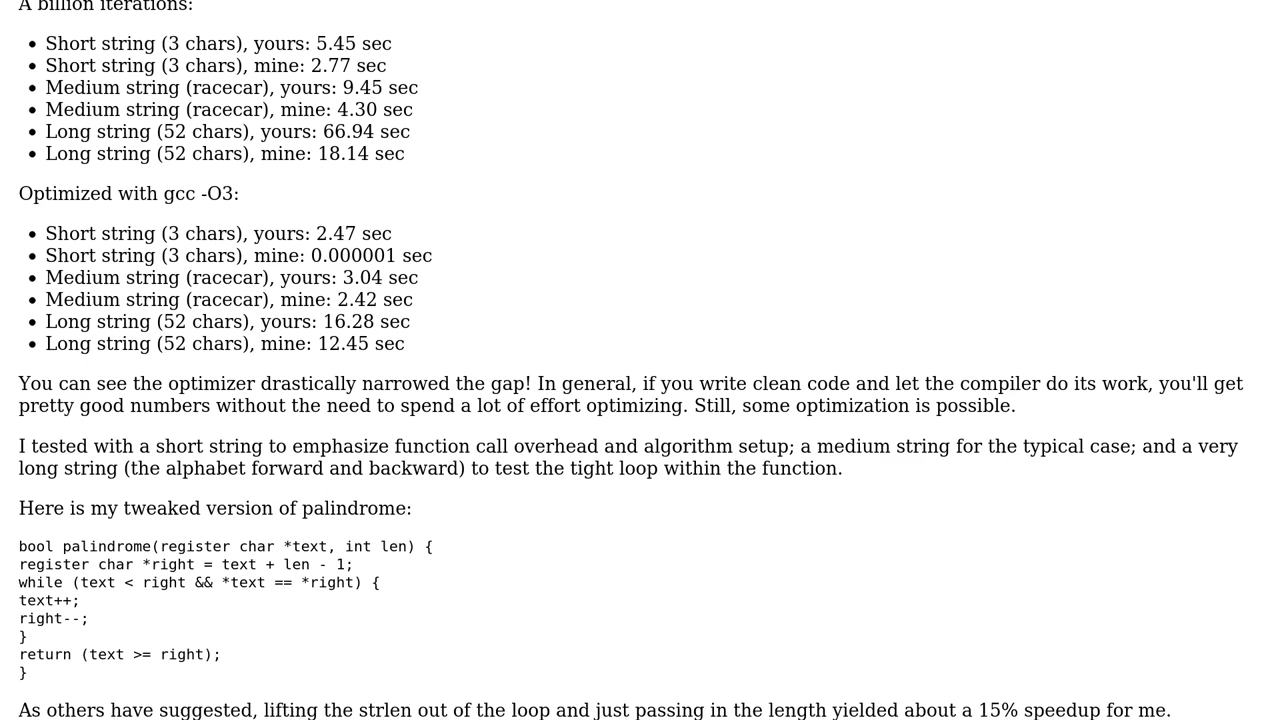 A billion iterations:
Short string (3 chars), yours: 5.45 sec
Short string (3 chars), mine: 2.77 sec
Medium string (racecar), yours: 9.45 sec
Medium string (racecar), mine: 4.30 sec
Long string (52 chars), yours: 66.94 sec
Long string (52 chars), mine: 18.14 sec
Optimized with gcc -O3:
Short string (3 chars), yours: 2.47 sec
Short string (3 chars), mine: 0.000001 sec
Medium string (racecar), yours: 3.04 sec
Medium string (racecar), mine: 2.42 sec
Long string (52 chars), yours: 16.28 sec
Long string (52 chars), mine: 12.45 sec
You can see the optimizer drastically narrowed the gap! In general, if you write clean code and let the compiler do its work, you'll get
pretty good numbers without the need to spend a lot of effort optimizing. Still, some optimization is possible.
I tested with a short string to emphasize function call overhead and algorithm setup; a medium string for the typical case; and a very
long string (the alphabet forward and backward) to test the tight loop within the function.
Here is my tweaked version of palindrome:
bool palindrome(register char *text, int len) {
register char *right = text + len - 1;
while (text < right && *text == *right) {
text++;
right--;
}
return (text >= right);
}
As others have suggested, lifting the strlen out of the loop and just passing in the length yielded about a 15% speedup for me.